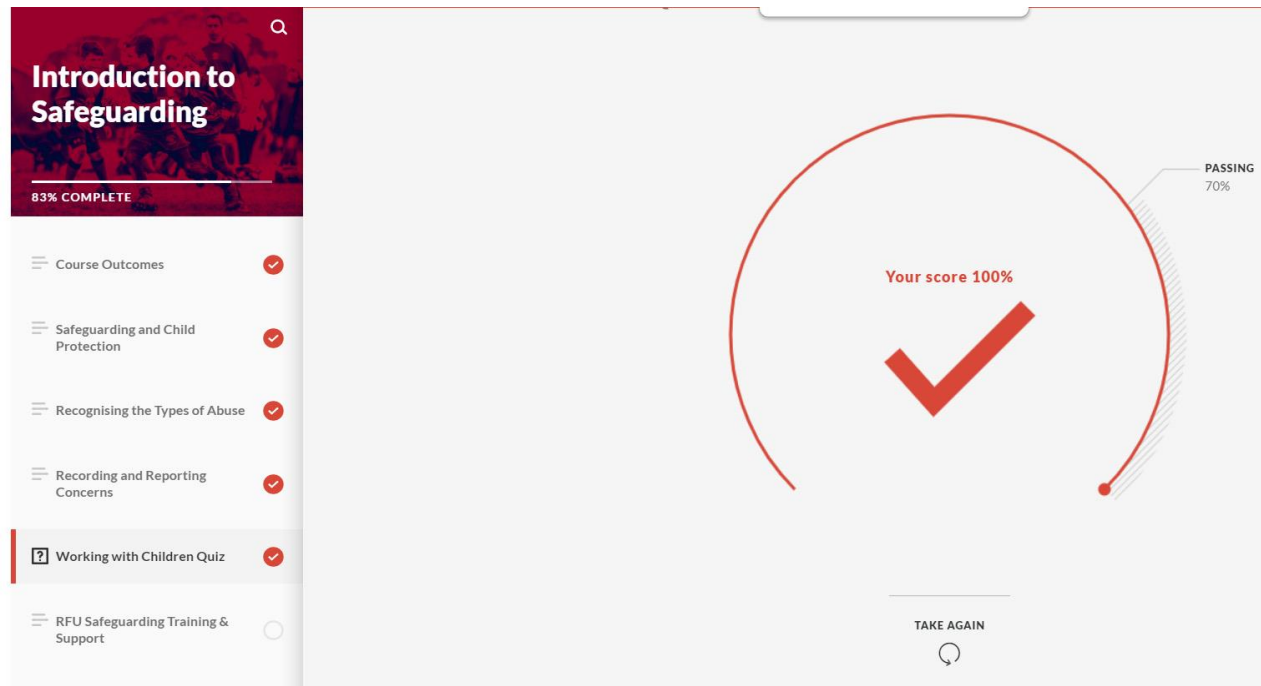 Introduction to
Safeguarding
83% COMPLETE
Course Outcomes
Safeguarding and Child
Protection
Recognising the Types of Abuse
Recording and Reporting
Concerns
Working with Children Quiz
RFU Safeguarding Training &
Support
PASSING
70%
Your score 100%
TAKE AGAIN